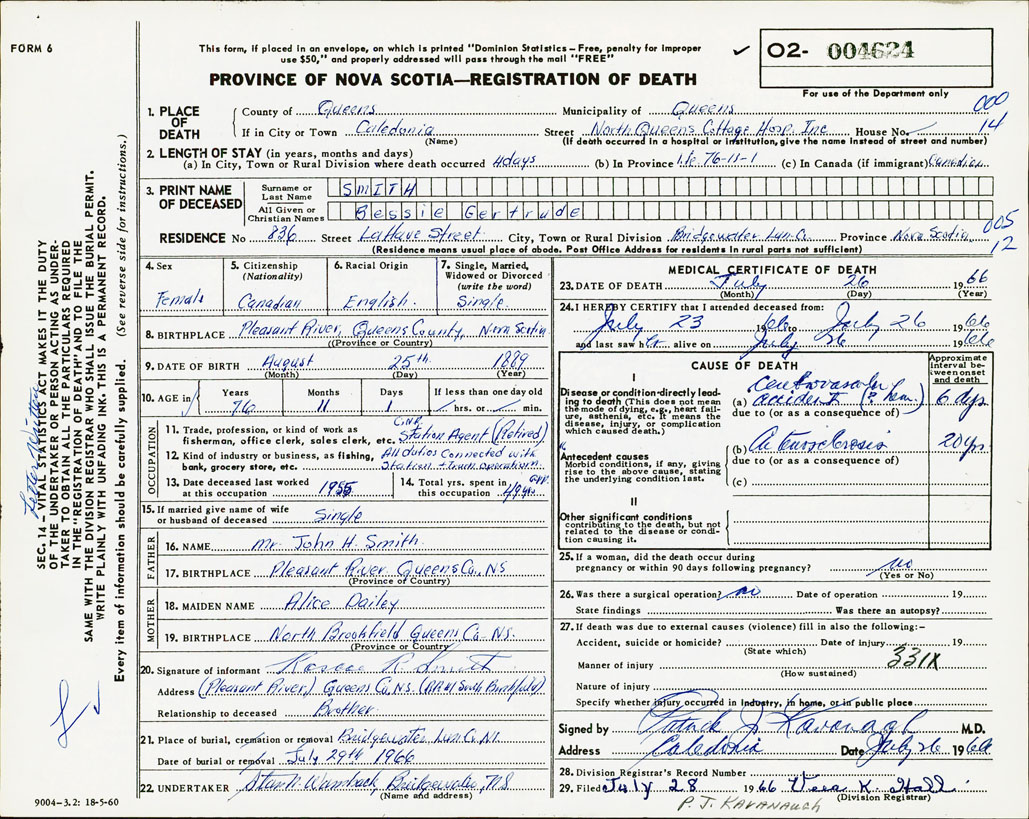 FORM 6
This form, if placed in an envelope, on which is printed "Dominion Statistics – Free, penalty for improper
use $50," and properly addressed will pass through the mail "FREE"
✓ O2- 004624
For use of the Department only
PROVINCE OF NOVA SCOTIA—REGISTRATION OF DEATH
000
14
1. PLACE OF DEATH County of Queens Municipality of Queens
If in City or Town Caledonia Street North Queens Cottage Hosp. Inc House No.
(Name) (If death occurred in a hospital or institution, give the name instead of street and number)
2. LENGTH OF STAY (in years, months and days)
(a) In City, Town or Rural Division where death occurred 4days (b) In Province life 76-11-1 (c) In Canada (if immigrant) Canadian
3. PRINT NAME OF DECEASED Surname or Last Name SMITH
All Given or Christian Names Bessie Gertrude
005
12
RESIDENCE No 836 Street LaHave Street City, Town or Rural Division Bridgewater Lun. Co. Province Nova Scotia
(Residence means usual place of abode. Post Office Address for residents in rural parts not sufficient)
4. Sex Female
5. Citizenship (Nationality) Canadian
6. Racial Origin English.
7. Single, Married, Widowed or Divorced (write the word) Single.
8. BIRTHPLACE Pleasant River, Queens County, Nova Scotia
((Province or County)
9. DATE OF BIRTH August 25th 1889
(Month) (Day) (Year)
10. AGE in Years Months Days If less than one day
76 11 1 hrs. or min.
OCCUPATION
11. Trade, profession, or kind of work as
fisherman, office clerk, sales clerk, etc. CNR Station Agent (Retired)
12. Kind of industry or business, as fishing,
bank, grocery store, etc. All duties Connected with
Station + train operation.
13. Date deceased last worked
at this occupation 1955
14. Total yrs. spent in
this occupation 49 yrs
15. If married give name of wife
or husband of deceased Single
FATHER
16. NAME Mr. John H. Smith.
17. BIRTHPLACE Pleasant River Queens Co. NS
(Province or County)
MOTHER
18. MAIDEN NAME Alice Dailey
19. BIRTHPLACE North Brookfield Queens Co. N.S.
(Province or County)
20. Signature of informant Roscoe R. Smith
Address (Pleasant River) Queens Co. N.S. (RR #1 South Brookfield)
Relationship to deceased Brother.
21. Place of burial, cremation or removal Bridgewater Lun. Co. NS
Date of burial or removal July 29th 1966
22. UNDERTAKER Wambach, Bridgewater, N.S
(Name and address)
9004–3.2: 18-5-60
MEDICAL CERTIFICATE OF DEATH
23. DATE OF DEATH July 26 1966
(Month) (Day) (Year)
24. I HEREBY CERTIFY that I attended deceased from:
July 23 1966 to July 26 1966
and last saw her alive on July 26 1966
CAUSE OF DEATH
Approximate interval between onset and death
I
Disease or condition directly leading to death (This does not mean the mode of dying, e.g., heart failure, asthenia, etc. It means the disease, injury, or complication which caused death.)
(a) accident (? hem.) 6 dys
due to (or as a consequence of)
Antecedent causes
Morbid conditions, if any, giving rise to the above cause, stating the underlying condition last.
(b) Arteriosclerosis 20 yrs
due to (or as a consequence of)
(c)
II
Other significant conditions
contributing to the death, but not related to the disease or condition causing it.
25. If a woman, did the death occur during
pregnancy or within 90 days following pregnancy? no
(Yes or No)
26. Was there a surgical operation? no Date of operation 19
State findings Was there an autopsy?
27. If death was due to external causes (violence) fill in also the following:–
Accident, suicide or homicide? Date of injury 19
(State which)
331X
Manner of injury
(How sustained)
Nature of injury
Specify whether injury occurred in industry, in home, or in public place
Signed by Patrick J. Kavanagh M.D.
Address Caledonia Date July 26 1966
28. Division Registrar's Record Number
29. Filed July 28 1966 Vera K. Hall
(Division Registrar)
P. J. KAVANAUGH
SEC. 14 – VITAL STATISTICS ACT MAKES IT THE DUTY
OF THE UNDERTAKER OR PERSON ACTING AS UNDER-
TAKER TO OBTAIN ALL THE PARTICULARS REQUIRED
IN THE "REGISTRATION OF DEATH" AND TO FILE THE
SAME WITH THE DIVISION REGISTRAR WHO SHALL ISSUE THE BURIAL PERMIT.
WRITE PLAINLY WITH UNFADING INK. THIS IS A PERMANENT RECORD.
Every item of information should be carefully supplied. (See reverse side for instructions.)